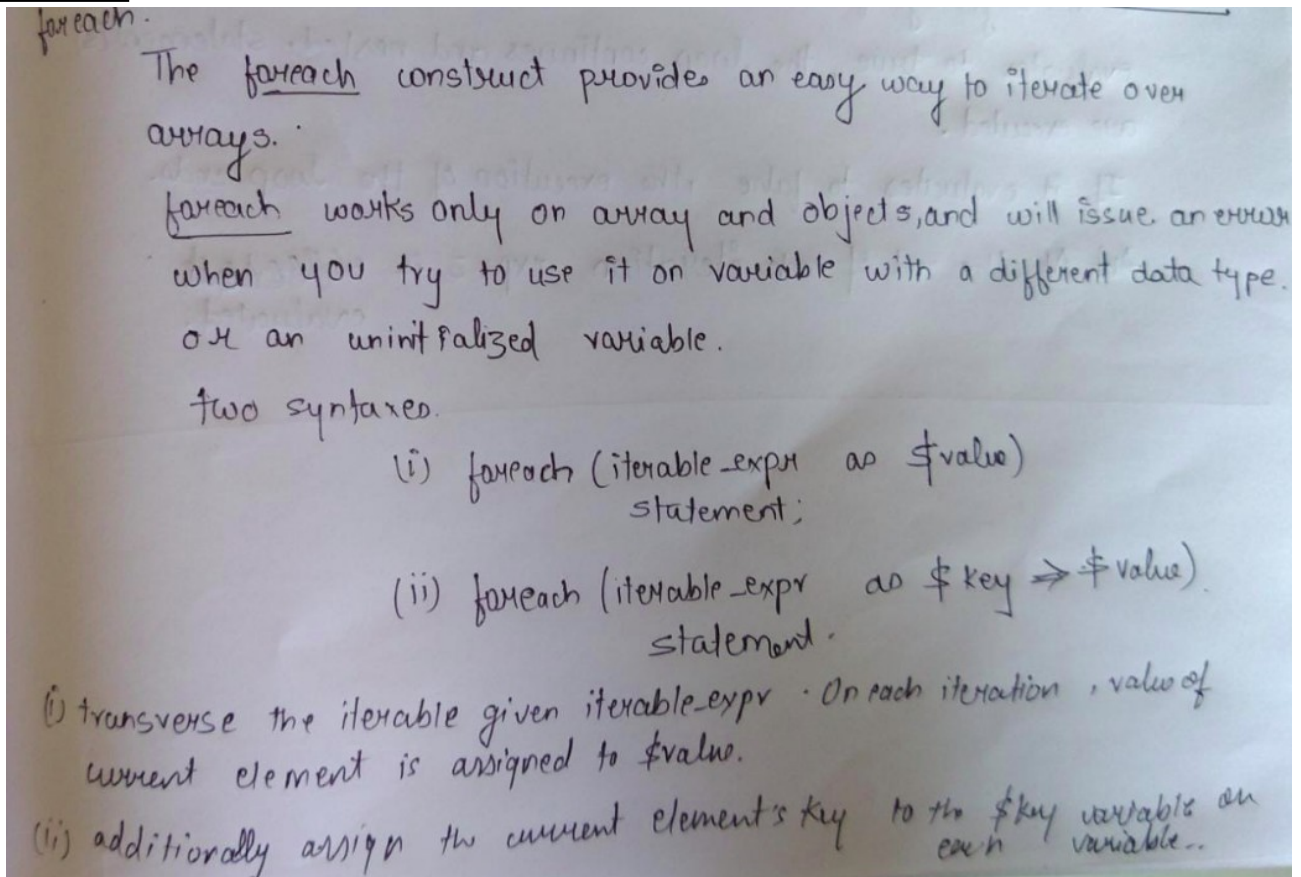 foreach.
The foreach construct provides an easy way to iterate over
arrays.
foreach works only on array and objects, and will issue an error
when you try to use it on variable with a different data type.
or an uninitialized variable.
two syntaxes.
(i) foreach (iterable_expr as $value)
statement;
(ii) foreach (iterable_expr as $key => $value)
statement.
(i) transverse the iterable given iterable_expr. On each iteration, value of
current element is assigned to $value.
(ii) additionally assign the current element's key to the $key variable on
each variable..